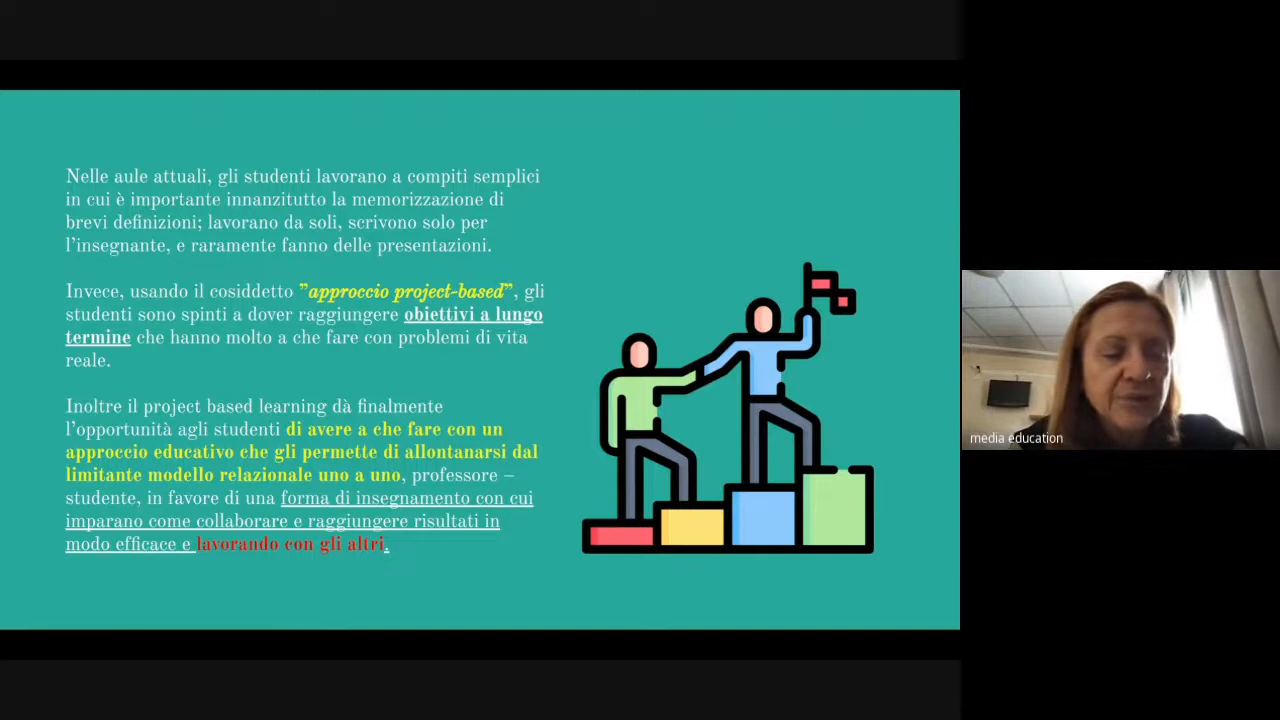 Nelle aule attuali, gli studenti lavorano a compiti semplici
in cui è importante innanzitutto la memorizzazione di
brevi definizioni; lavorano da soli, scrivono solo per
l'insegnante, e raramente fanno delle presentazioni.
Invece, usando il cosiddetto "approccio project-based", gli
studenti sono spinti a dover raggiungere obiettivi a lungo
termine che hanno molto a che fare con problemi di vita
reale.
Inoltre il project based learning dà finalmente
l'opportunità agli studenti di avere a che fare con un
approccio educativo che gli permette di allontanarsi dal
limitante modello relazionale uno a uno, professore –
studente, in favore di una forma di insegnamento con cui
imparano come collaborare e raggiungere risultati in
modo efficace e lavorando con gli altri.
media education